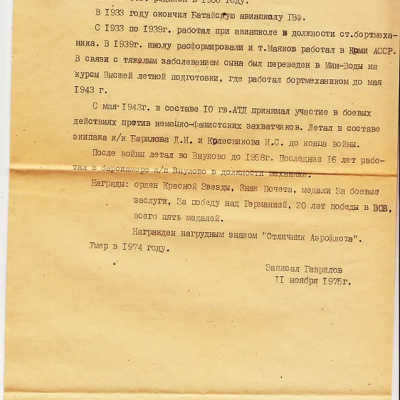 В 1933 году окончил Батайскую авиашколу ГВФ.
С 1933 по 1939г. работал при авиашколе в должности ст.бортмеха-
ника. В 1939г. школу расформировали и т.Маяков работал в Коми АССР.
В связи с тяжелым заболеванием сына был переведен в Мин-Воды на
курсы Высшей летной подготовки, где работал бортмехаником до мая
1943 г.
С мая 1943г. в составе 10 гв.АТД принимал участие в боевых
действиях против немецко-фашистских захватчиков. Летал в составе
экипажа к/к Барилова Д.И. и Колесникова И.С. до конца войны.
После войны летал во Внуково до 1958г. Последние 16 лет рабо-
тал в аэропорту Внуково в должности механика.
Награды: орден Красной Звезды, Знак Почета, медали За боевые
заслуги, За победу над Германией, 20 лет победы в ВОВ,
всего пять медалей.
Награжден нагрудным знаком "Отличник Аэрофлота".
Умер в 1974 году.
Записал Гаврилов
II ноября 1975г.